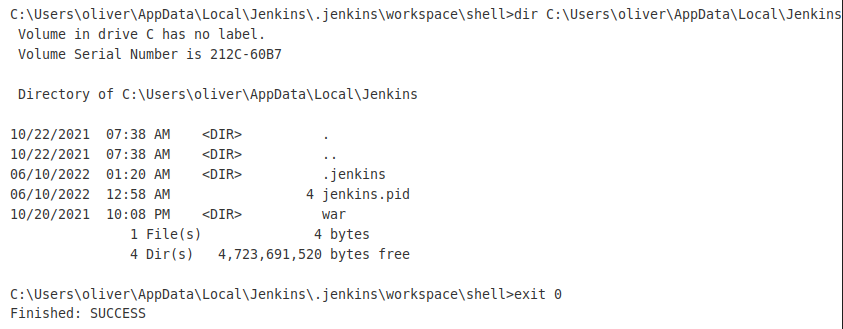 C:\Users\oliver\AppData\Local\Jenkins\.jenkins\workspace\shell>dir C:\Users\oliver\AppData\Local\Jenkins
 Volume in drive C has no label.
 Volume Serial Number is 212C-60B7

 Directory of C:\Users\oliver\AppData\Local\Jenkins

10/22/2021  07:38 AM    <DIR>          .
10/22/2021  07:38 AM    <DIR>          ..
06/10/2022  01:20 AM    <DIR>          .jenkins
06/10/2022  12:58 AM                 4 jenkins.pid
10/20/2021  10:08 PM    <DIR>          war
               1 File(s)              4 bytes
               4 Dir(s)   4,723,691,520 bytes free

C:\Users\oliver\AppData\Local\Jenkins\.jenkins\workspace\shell>exit 0
Finished: SUCCESS